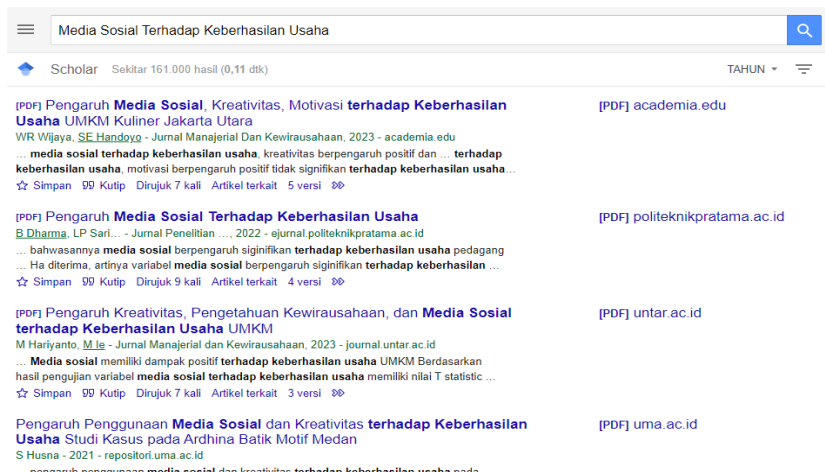 Media Sosial Terhadap Keberhasilan Usaha
Scholar Sekitar 161.000 hasil (0,11 dtk) TAHUN
[PDF] Pengaruh Media Sosial, Kreativitas, Motivasi terhadap Keberhasilan
Usaha UMKM Kuliner Jakarta Utara
[PDF] academia.edu
WR Wijaya, SE Handoyo - Jurnal Manajerial Dan Kewirausahaan, 2023 - academia.edu
... media sosial terhadap keberhasilan usaha, kreativitas berpengaruh positif dan ... terhadap
keberhasilan usaha, motivasi berpengaruh positif tidak signifikan terhadap keberhasilan usaha...
Simpan Kutip Dirujuk 7 kali Artikel terkait 5 versi
[PDF] Pengaruh Media Sosial Terhadap Keberhasilan Usaha
[PDF] politeknikpratama.ac.id
B Dharma, LP Sari... - Jurnal Penelitian ..., 2022 - ejurnal.politeknikpratama.ac.id
... bahwasannya media sosial berpengaruh siginifikan terhadap keberhasilan usaha pedagang
... Ha diterima, artinya variabel media sosial berpengaruh siginifikan terhadap keberhasilan ...
Simpan Kutip Dirujuk 9 kali Artikel terkait 4 versi
[PDF] Pengaruh Kreativitas, Pengetahuan Kewirausahaan, dan Media Sosial
terhadap Keberhasilan Usaha UMKM
[PDF] untar.ac.id
M Hariyanto, M Ie - Jurnal Manajerial dan Kewirausahaan, 2023 - journal.untar.ac.id
... Media sosial memiliki dampak positif terhadap keberhasilan usaha UMKM Berdasarkan
hasil pengujian variabel media sosial terhadap keberhasilan usaha memiliki nilai T statistic ...
Simpan Kutip Dirujuk 7 kali Artikel terkait 3 versi
Pengaruh Penggunaan Media Sosial dan Kreativitas terhadap Keberhasilan
Usaha Studi Kasus pada Ardhina Batik Motif Medan
[PDF] uma.ac.id
S Husna - 2021 - repositori.uma.ac.id
... pengaruh penggunaan media sosial dan kreativitas terhadap keberhasilan usaha pada